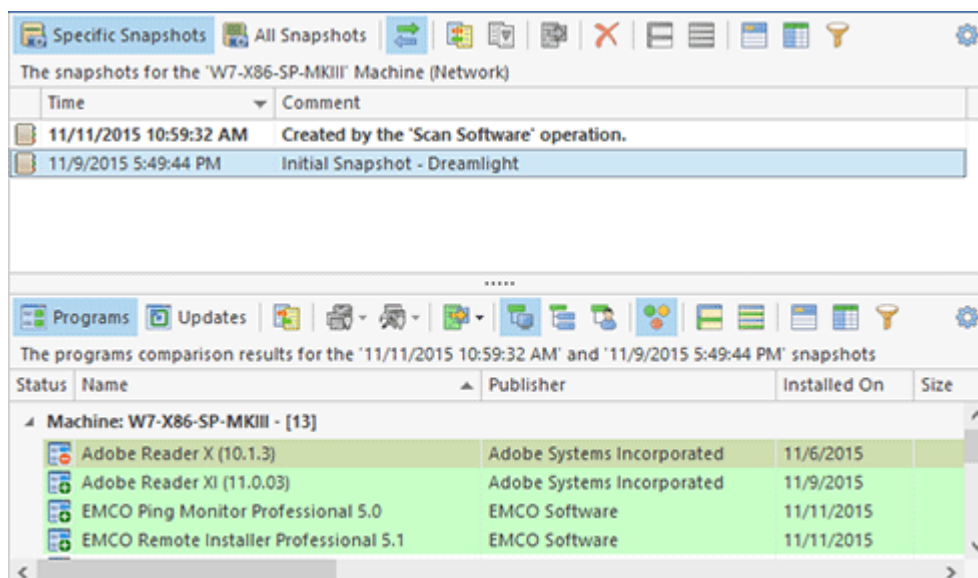 Specific Snapshots All Snapshots
The snapshots for the 'W7-X86-SP-MKIII' Machine (Network)
Time Comment
11/11/2015 10:59:32 AM Created by the 'Scan Software' operation.
11/9/2015 5:49:44 PM Initial Snapshot - Dreamlight
Programs Updates
The programs comparison results for the '11/11/2015 10:59:32 AM' and '11/9/2015 5:49:44 PM' snapshots
Status Name Publisher Installed On Size
Machine: W7-X86-SP-MKIII - [13]
Adobe Reader X (10.1.3) Adobe Systems Incorporated 11/6/2015
Adobe Reader XI (11.0.03) Adobe Systems Incorporated 11/9/2015
EMCO Ping Monitor Professional 5.0 EMCO Software 11/11/2015
EMCO Remote Installer Professional 5.1 EMCO Software 11/11/2015